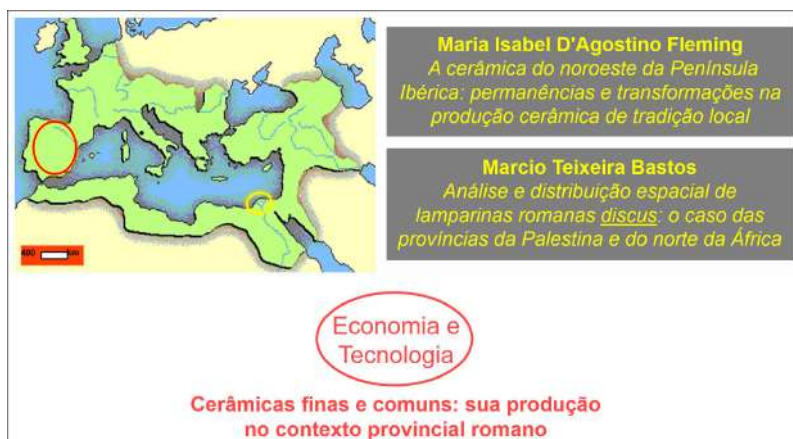 Maria Isabel D'Agostino Fleming
A cerâmica do noroeste da Península
Ibérica: permanências e transformações na
produção cerâmica de tradição local
Marcio Teixeira Bastos
Análise e distribuição espacial de
lamparinas romanas discus: o caso das
províncias da Palestina e do norte da África
400 km
Economia e
Tecnologia
Cerâmicas finas e comuns: sua produção
no contexto provincial romano